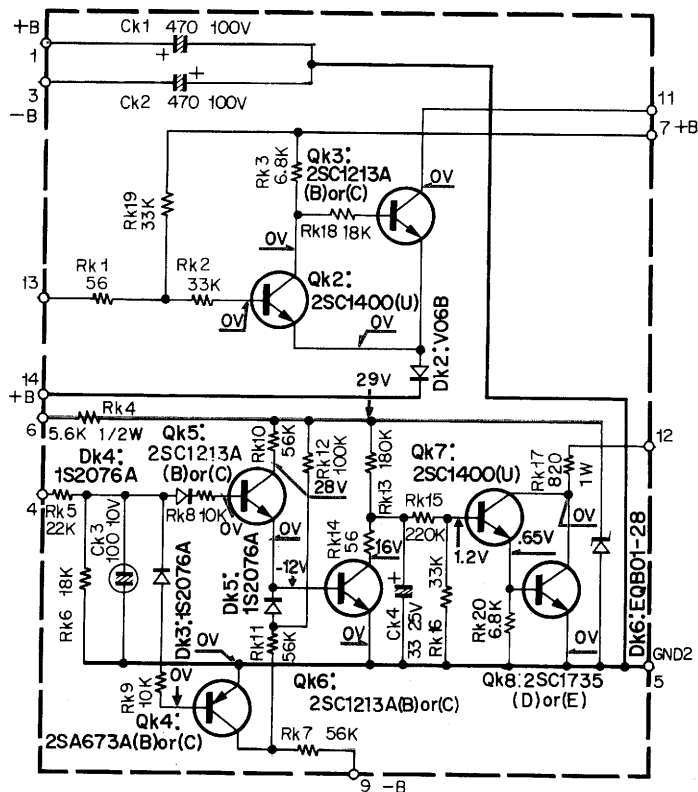 +B
Ck1 470 100V
1
+
3
+
Ck2 470 100V
-B
11
7 +B
Rk3
6.8K
Qk3:
2SC1213A
(B)or(C)
0V
Rk19
33K
Rk18 18K
0V
13
Rk1
56
Rk2
33K
Qk2:
2SC1400(U)
0V
0V
Dk2:V06B
14
+B
6
Rk4
5.6K 1/2W
29V
12
Dk4:
1S2076A
Qk5:
2SC1213A
(B)or(C)
Rk10
56K
Rk12
100K
180K
Rk13
Qk7:
2SC1400(U)
Rk17
820
1W
28V
4
Rk5
22K
Rk8 10K
0V
0V
Rk15
220K
0V
Ck3
100 10V
Rk14
56
16V
1.2V
.65V
18K
Rk6
Dk3:1S2076A
Dk5:
1S2076A
-12V
+
Ck4
33 25V
33K
Rk16
Rk20
6.8K
Dk6:EQB01-28
0V
Rk11
56K
0V
0V
GND2
5
Rk9
10K
0V
Qk6:
2SC1213A(B)or(C)
Qk8:2SC1735
(D)or(E)
Qk4:
2SA673A(B)or(C)
Rk7 56K
9 -B